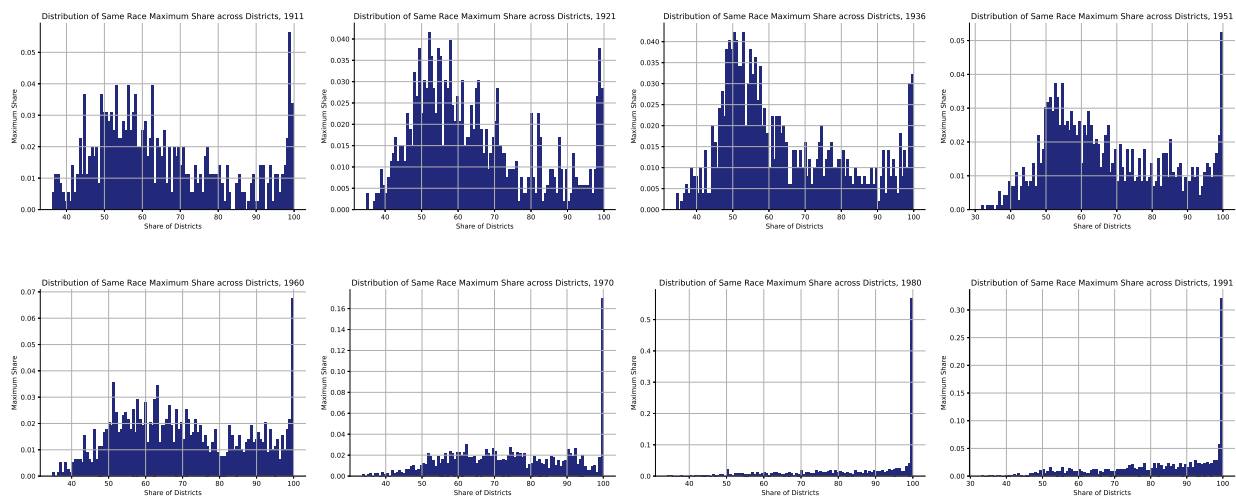 Distribution of Same Race Maximum Share across Districts, 1911
Maximum Share
0.05
0.04
0.03
0.02
0.01
0.00
40 50 60 70 80 90 100
Share of Districts
Distribution of Same Race Maximum Share across Districts, 1921
Maximum Share
0.040
0.035
0.030
0.025
0.020
0.015
0.010
0.005
0.000
40 50 60 70 80 90 100
Share of Districts
Distribution of Same Race Maximum Share across Districts, 1936
Maximum Share
0.040
0.035
0.030
0.025
0.020
0.015
0.010
0.005
0.000
40 50 60 70 80 90 100
Share of Districts
Distribution of Same Race Maximum Share across Districts, 1951
Maximum Share
0.05
0.04
0.03
0.02
0.01
0.00
30 40 50 60 70 80 90 100
Share of Districts
Distribution of Same Race Maximum Share across Districts, 1960
Maximum Share
0.07
0.06
0.05
0.04
0.03
0.02
0.01
0.00
40 50 60 70 80 90 100
Share of Districts
Distribution of Same Race Maximum Share across Districts, 1970
Maximum Share
0.16
0.14
0.12
0.10
0.08
0.06
0.04
0.02
0.00
40 50 60 70 80 90 100
Share of Districts
Distribution of Same Race Maximum Share across Districts, 1980
Maximum Share
0.5
0.4
0.3
0.2
0.1
0.0
40 50 60 70 80 90 100
Share of Districts
Distribution of Same Race Maximum Share across Districts, 1991
Maximum Share
0.30
0.25
0.20
0.15
0.10
0.05
0.00
30 40 50 60 70 80 90 100
Share of Districts